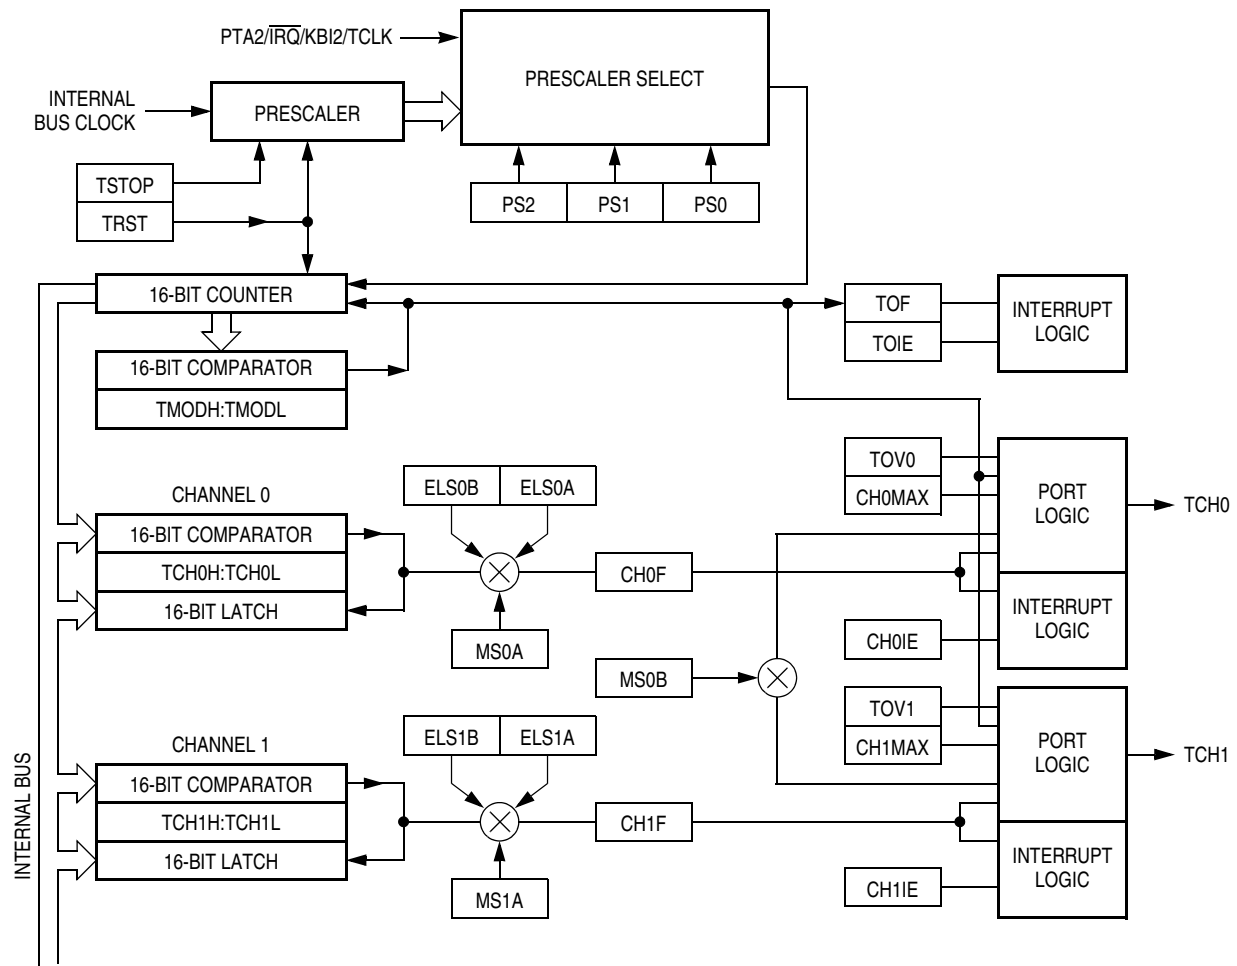 PTA2/IRQ/KBI2/TCLK
PRESCALER SELECT
INTERNAL
BUS CLOCK
PRESCALER
TSTOP
TRST
PS2
PS1
PS0
16-BIT COUNTER
16-BIT COMPARATOR
TMODH:TMODL
TOF
TOIE
INTERRUPT
LOGIC
CHANNEL 0
16-BIT COMPARATOR
TCH0H:TCH0L
16-BIT LATCH
ELS0B
ELS0A
MS0A
CH0F
TOV0
CH0MAX
PORT
LOGIC
TCH0
INTERRUPT
LOGIC
CH0IE
MS0B
CHANNEL 1
16-BIT COMPARATOR
TCH1H:TCH1L
16-BIT LATCH
ELS1B
ELS1A
MS1A
CH1F
TOV1
CH1MAX
PORT
LOGIC
TCH1
INTERRUPT
LOGIC
CH1IE
INTERNAL BUS